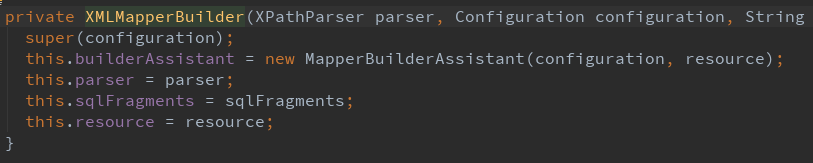 private XMLMapperBuilder(XPathParser parser, Configuration configuration, String
super(configuration);
this.builderAssistant = new MapperBuilderAssistant(configuration, resource);
this.parser = parser;
this.sqlFragments = sqlFragments;
this.resource = resource;
}